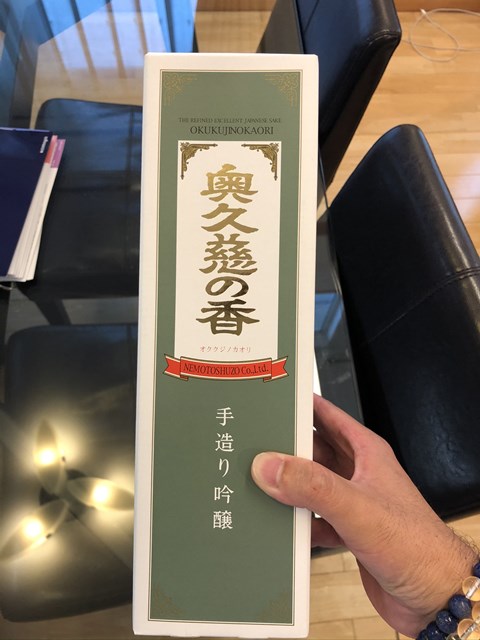 THE REFINED EXCELLENT JAPANESE SAKE
OKUKUJINOKAORI
奥久慈の香
オククジノカオリ
NEMOTOSHUZO Co.,Ltd.
手造り吟醸